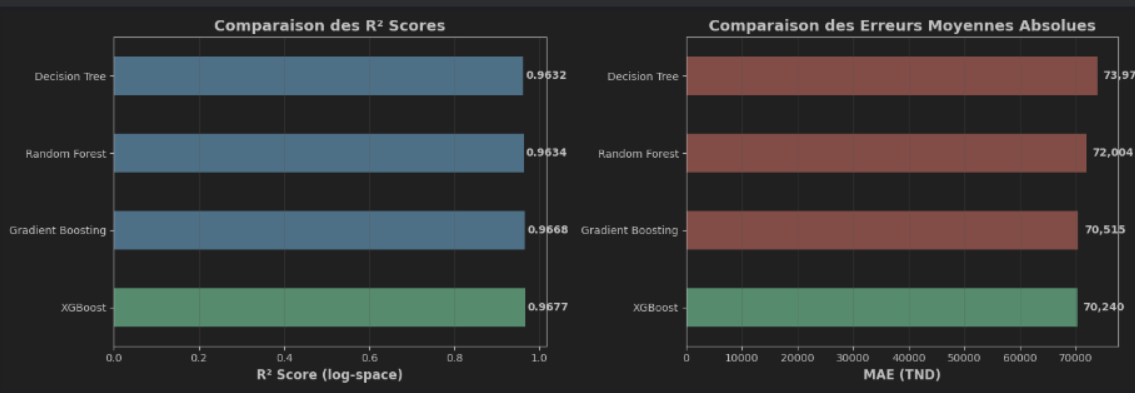 Comparaison des R² Scores
Decision Tree
0.9632
Random Forest
0.9634
Gradient Boosting
0.9668
XGBoost
0.9677
0.0 0.2 0.4 0.6 0.8 1.0
R² Score (log-space)
Comparaison des Erreurs Moyennes Absolues
Decision Tree
73,97
Random Forest
72,004
Gradient Boosting
70,515
XGBoost
70,240
0 10000 20000 30000 40000 50000 60000 70000
MAE (TND)